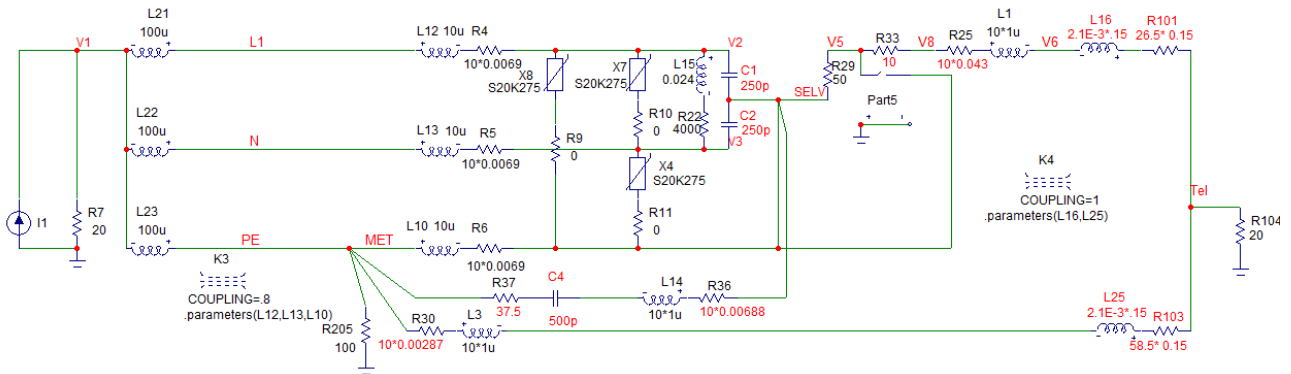 L21
100u
V1
L1
L12 10u
R4
10*0.0069
X8
S20K275
X7
S20K275
L15
0.024
V2
C1
250p
R10
0
R22
4000
C2
250p
V3
SELV
R29
50
V5
R33
10
V8
R25
10*0.043
L1
10*1u
V6
L16
2.1E-3*.15
R101
26.5* 0.15
Part5
L22
100u
N
L13 10u
R5
10*0.0069
R9
0
X4
S20K275
R11
0
K4
COUPLING=1
.parameters(L16,L25)
Tel
R104
20
I1
R7
20
L23
100u
PE
MET
L10 10u
R6
10*0.0069
K3
COUPLING=.8
.parameters(L12,L13,L10)
R37
37.5
C4
500p
L14
10*1u
R36
10*0.00688
R205
100
R30
10*0.00287
L3
10*1u
L25
2.1E-3*.15
R103
58.5* 0.15